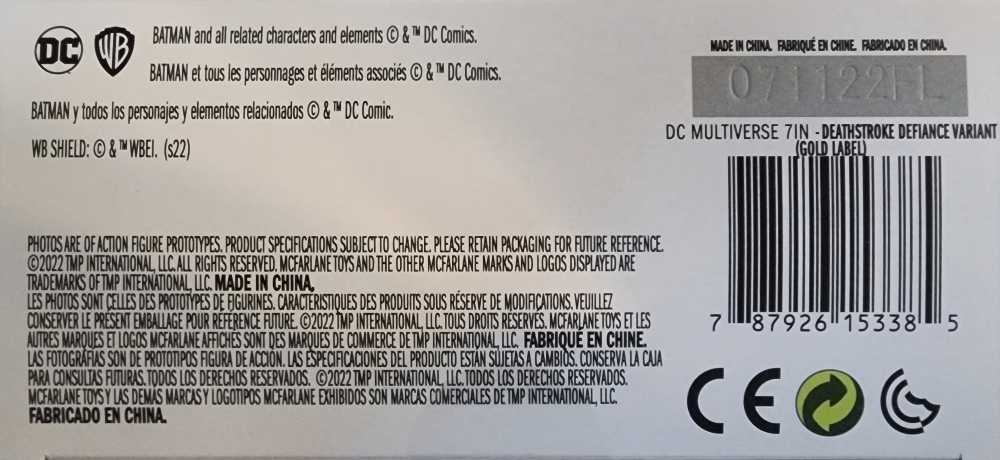 DC WB
BATMAN and all related characters and elements © & ™ DC Comics.
BATMAN et tous les personnages et éléments associés © & ™ DC Comics.
BATMAN y todos los personajes y elementos relacionados © & ™ DC Comic.
WB SHIELD: © & ™ WBEI. (s22)
MADE IN CHINA. FABRIQUÉ EN CHINE. FABRICADO EN CHINA.
071122FL
DC MULTIVERSE 7IN - DEATHSTROKE DEFIANCE VARIANT
(GOLD LABEL)
7 87926 15338 5
PHOTOS ARE OF ACTION FIGURE PROTOTYPES. PRODUCT SPECIFICATIONS SUBJECT TO CHANGE. PLEASE RETAIN PACKAGING FOR FUTURE REFERENCE.
©2022 TMP INTERNATIONAL, LLC. ALL RIGHTS RESERVED. MCFARLANE TOYS AND THE OTHER MCFARLANE MARKS AND LOGOS DISPLAYED ARE
TRADEMARKS OF TMP INTERNATIONAL, LLC. MADE IN CHINA.
LES PHOTOS SONT CELLES DES PROTOTYPES DE FIGURINES. CARACTERISTIQUES DES PRODUITS SOUS RÉSERVE DE MODIFICATIONS. VEUILLEZ
CONSERVER LE PRÉSENT EMBALLAGE POUR RÉFÉRENCE FUTURE. ©2022 TMP INTERNATIONAL, LLC. TOUS DROITS RESERVÉS. MCFARLANE TOYS ET LES
AUTRES MARQUES ET LOGOS MCFARLANE AFFICHÉS SONT DES MARQUES DE COMMERCE DE TMP INTERNATIONAL, LLC. FABRIQUÉ EN CHINE.
LAS FOTOGRAFÍAS SON DE PROTOTIPOS FIGURA DE ACCIÓN. LAS ESPECIFICACIONES DEL PRODUCTO ESTÁN SUJETAS A CAMBIOS. CONSERVA LA CAJA
PARA CONSULTAS FUTURAS. TODOS LOS DERECHOS RESERVADOS. ©2022 TMP INTERNATIONAL, LLC. TODOS LOS DERECHOS RESERVADOS.
MCFARLANE TOYS Y LAS DEMÁS MARCAS Y LOGOTIPOS MCFARLANE EXHIBIDOS SON MARCAS COMERCIALES DE TMP INTERNATIONAL, LLC.
FABRICADO EN CHINA.
CE